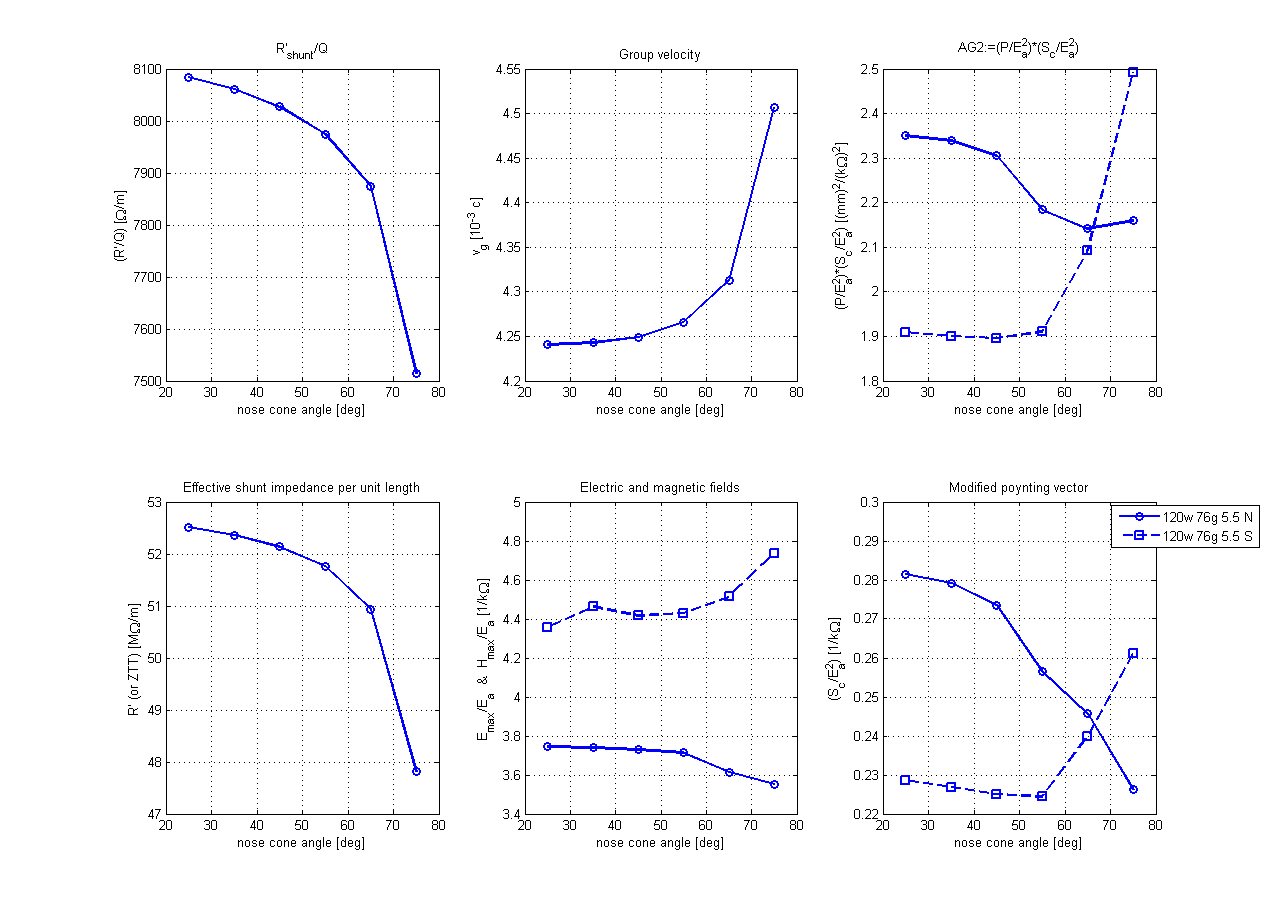 R'shunt/Q
8100
8000
7900
7800
7700
7600
7500
(R'/Q) [Ω/m]
20 30 40 50 60 70 80
nose cone angle [deg]
Group velocity
4.55
4.5
4.45
4.4
4.35
4.3
4.25
4.2
vg [10-3 c]
20 30 40 50 60 70 80
nose cone angle [deg]
AG2:=(P/Ea2)*(Sc/Ea2)
2.5
2.4
2.3
2.2
2.1
2
1.9
1.8
(P/Ea2)*(Sc/Ea2) [(mm)2/(kΩ)2]
20 30 40 50 60 70 80
nose cone angle [deg]
Effective shunt impedance per unit length
53
52
51
50
49
48
47
R' (or ZTT) [MΩ/m]
20 30 40 50 60 70 80
nose cone angle [deg]
Electric and magnetic fields
5
4.8
4.6
4.4
4.2
4
3.8
3.6
3.4
Emax/Ea & Hmax/Ea [1/kΩ]
20 30 40 50 60 70 80
nose cone angle [deg]
Modified poynting vector
0.3
0.29
0.28
0.27
0.26
0.25
0.24
0.23
0.22
(Sc/Ea2) [1/kΩ]
20 30 40 50 60 70 80
nose cone angle [deg]
120w 76g 5.5 N
120w 76g 5.5 S